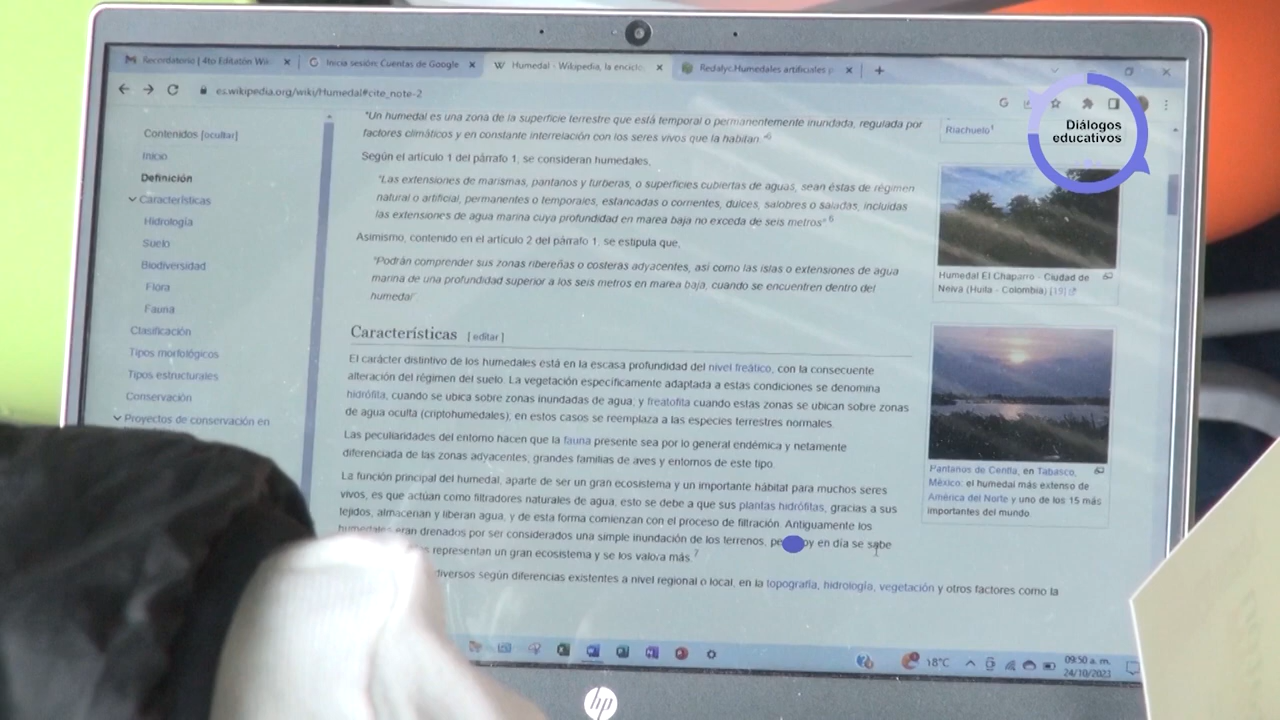 Recordatorio | 4to Editatón Wik
Inicia sesión: Cuentas de Google
Humedal - Wikipedia, la encicl
Redalyc.Humedales artificiales p
es.wikipedia.org/wiki/Humedal#cite_note-2
Diálogos
educativos
Contenidos [ocultar]
Inicio
Definición
Características
Hidrología
Suelo
Biodiversidad
Flora
Fauna
Clasificación
Tipos morfológicos
Tipos estructurales
Conservación
Proyectos de conservación en
"Un humedal es una zona de la superficie terrestre que está temporal o permanentemente inundada, regulada por
factores climáticos y en constante interrelación con los seres vivos que la habitan."6
Según el artículo 1 del párrafo 1, se consideran humedales,
"Las extensiones de marismas, pantanos y turberas, o superficies cubiertas de aguas, sean éstas de régimen
natural o artificial, permanentes o temporales, estancadas o corrientes, dulces, salobres o saladas, incluidas
las extensiones de agua marina cuya profundidad en marea baja no exceda de seis metros" 6
Asimismo, contenido en el artículo 2 del párrafo 1, se estipula que,
"Podrán comprender sus zonas ribereñas o costeras adyacentes, así como las islas o extensiones de agua
marina de una profundidad superior a los seis metros en marea baja, cuando se encuentren dentro del
humedal".
Características [ editar ]
El carácter distintivo de los humedales está en la escasa profundidad del nivel freático, con la consecuente
alteración del régimen del suelo. La vegetación específicamente adaptada a estas condiciones se denomina
hidrófita, cuando se ubica sobre zonas inundadas de agua, y freatofita cuando estas zonas se ubican sobre zonas
de agua oculta (criptohumedales), en estos casos se reemplaza a las especies terrestres normales.
Las peculiaridades del entorno hacen que la fauna presente sea por lo general endémica y netamente
diferenciada de las zonas adyacentes; grandes familias de aves y entornos de este tipo.
La función principal del humedal, aparte de ser un gran ecosistema y un importante hábitat para muchos seres
vivos, es que actúan como filtradores naturales de agua, esto se debe a que sus plantas hidrófitas, gracias a sus
tejidos, almacenan y liberan agua, y de esta forma comienzan con el proceso de filtración. Antiguamente los
humedales eran drenados por ser considerados una simple inundación de los terrenos, pe oy en día se sabe
s representan un gran ecosistema y se los valora más. 7
diversos según diferencias existentes a nivel regional o local, en la topografía, hidrología, vegetación y otros factores como la
Riachuelo1
Humedal El Chaparro - Ciudad de
Neiva (Huila - Colombia) [19]
Pantanos de Centla, en Tabasco,
México: el humedal más extenso de
América del Norte y uno de los 15 más
importantes del mundo.
18°C
09:50 a. m.
24/10/2023
hp